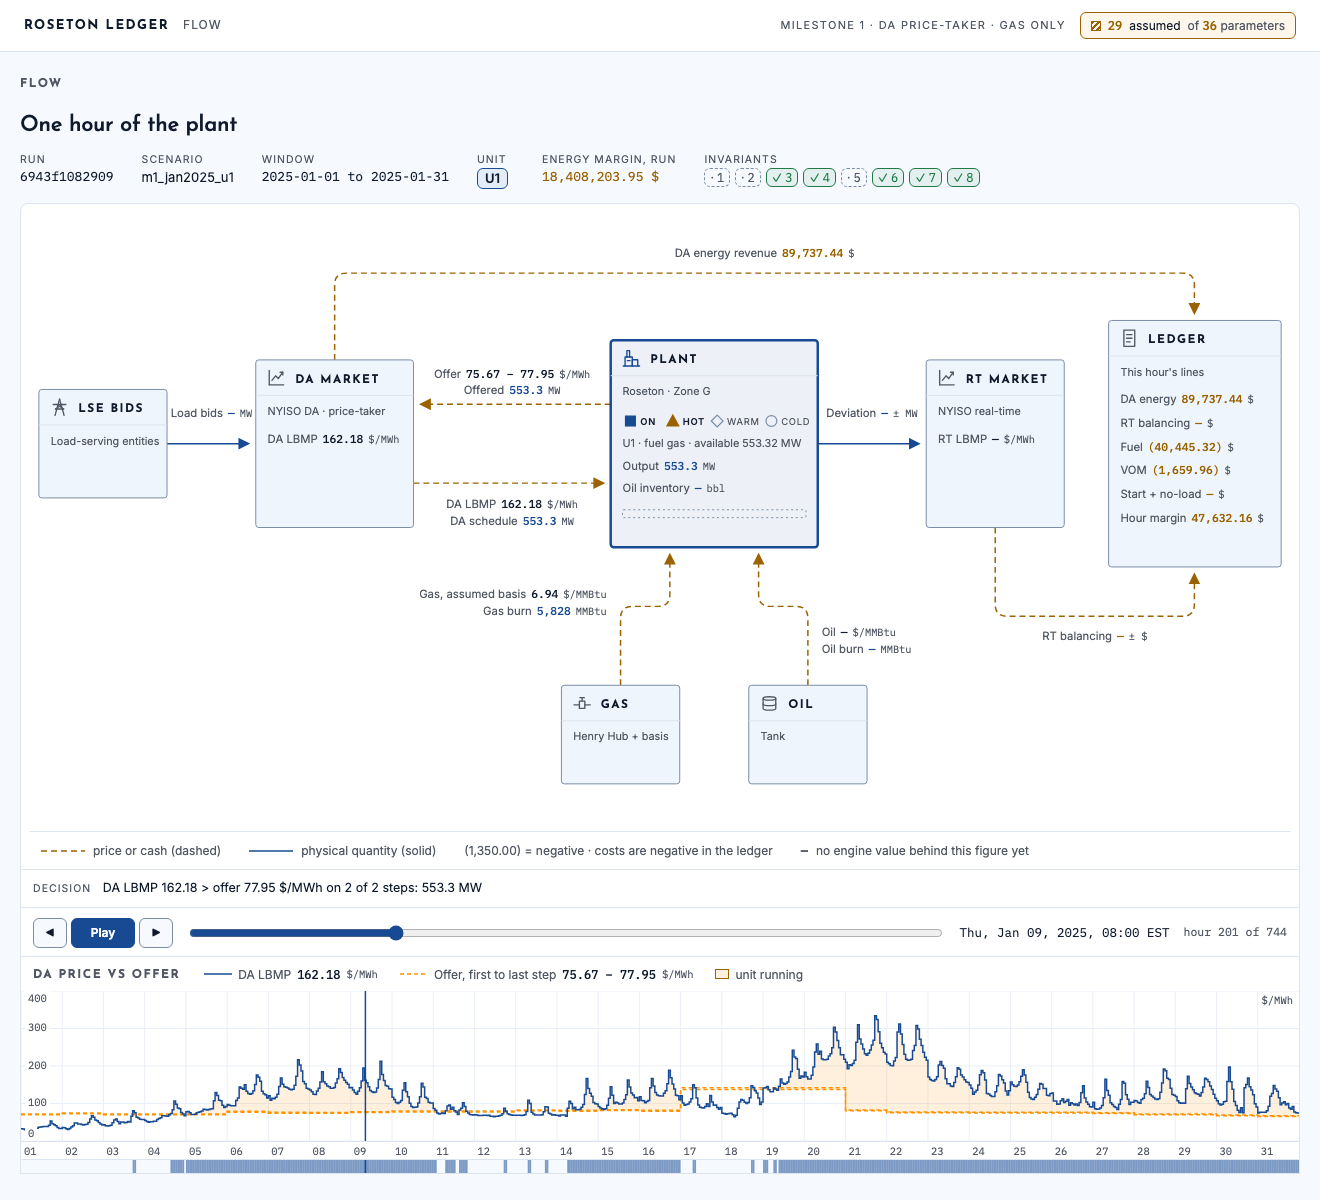 ROSETON LEDGER FLOW
MILESTONE 1 · DA PRICE-TAKER · GAS ONLY
29 assumed of 36 parameters
FLOW
One hour of the plant
RUN
6943f1082909
SCENARIO
m1_jan2025_u1
WINDOW
2025-01-01 to 2025-01-31
UNIT
U1
ENERGY MARGIN, RUN
18,408,203.95 $
INVARIANTS
· 1 · 2 ✓ 3 ✓ 4 · 5 ✓ 6 ✓ 7 ✓ 8
DA energy revenue 89,737.44 $
LSE BIDS
Load-serving entities
Load bids — MW
DA MARKET
NYISO DA · price-taker
DA LBMP 162.18 $/MWh
Offer 75.67 – 77.95 $/MWh
Offered 553.3 MW
DA LBMP 162.18 $/MWh
DA schedule 553.3 MW
PLANT
Roseton · Zone G
ON HOT WARM COLD
U1 · fuel gas · available 553.32 MW
Output 553.3 MW
Oil inventory — bbl
Deviation — ± MW
RT MARKET
NYISO real-time
RT LBMP — $/MWh
LEDGER
This hour's lines
DA energy 89,737.44 $
RT balancing — $
Fuel (40,445.32) $
VOM (1,659.96) $
Start + no-load — $
Hour margin 47,632.16 $
Gas, assumed basis 6.94 $/MMBtu
Gas burn 5,828 MMBtu
Oil — $/MMBtu
Oil burn — MMBtu
RT balancing — ± $
GAS
Henry Hub + basis
OIL
Tank
price or cash (dashed)
physical quantity (solid)
(1,350.00) = negative · costs are negative in the ledger
— no engine value behind this figure yet
DECISION DA LBMP 162.18 > offer 77.95 $/MWh on 2 of 2 steps: 553.3 MW
◄ Play ►
Thu, Jan 09, 2025, 08:00 EST hour 201 of 744
DA PRICE VS OFFER
DA LBMP 162.18 $/MWh
Offer, first to last step 75.67 – 77.95 $/MWh
unit running
$/MWh
400
300
200
100
0
01 02 03 04 05 06 07 08 09 10 11 12 13 14 15 16 17 18 19 20 21 22 23 24 25 26 27 28 29 30 31